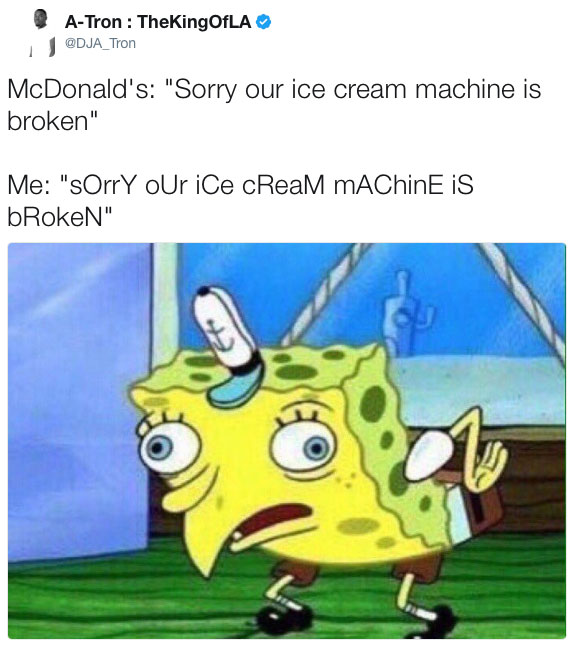 A-Tron : TheKingOfLA
@DJA_Tron
McDonald's: "Sorry our ice cream machine is
broken"
Me: "sOrrY oUr iCe cReaM mAChinE iS
bRokeN"